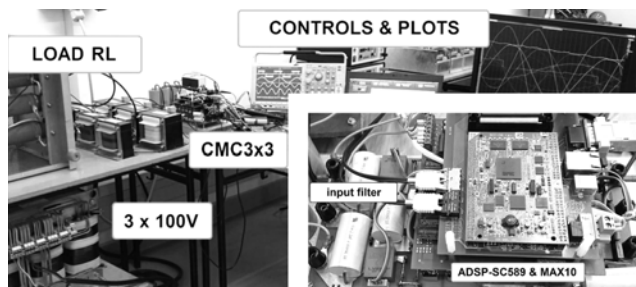 CONTROLS & PLOTS
LOAD RL
CMC3x3
input filter
3 x 100V
ADSP-SC589 & MAX10